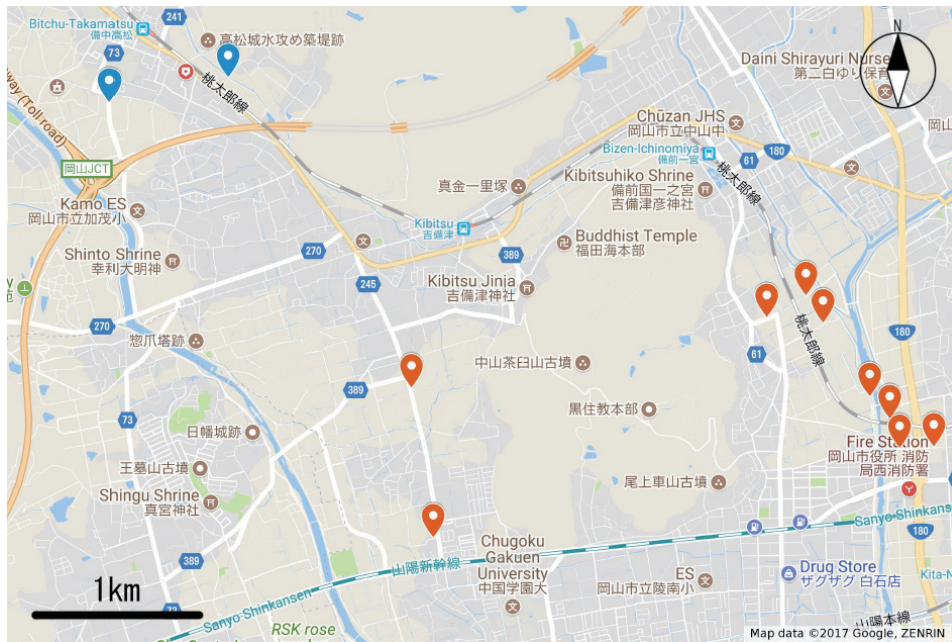 241
Bitchu-Takamatsu
備中高松
73
高松城水攻め築堤跡
N
Daini Shirayuri Nurse
第二白ゆり保育
way (Toll road)
桃太郎線
岡山JCT
Chūzan JHS
岡山市立中山中
Bizen-Ichinomiya
備前一宮
180
61
岡山
Kamo ES
岡山市立加茂小
真金一里塚
Kibitsuhiko Shrine
備前国一之宮
吉備津彦神社
桃太郎線
Kibitsu
吉備津
Buddhist Temple
福田海本部
Shinto Shrine
幸利大明神
270
389
245
Kibitsu Jinja
吉備津神社
270
惣爪塔跡
桃太郎線
180
61
中山茶臼山古墳
389
黒住教本部
73
日幡城跡
Fire Station
岡山市役所 消防
局西消防署
王墓山古墳
尾上車山古墳
Shingu Shrine
真宮神社
Sanyo Shinkans
180
Chugoku
Gakuen
University
中国学園大
389
山陽新幹線
ES
岡山市立陵南小
Drug Store
ザグザグ 白石店
Kita-N
1km
Sanyo-Shinkansen
RSK rose
山陽本線
Map data ©2017 Google, ZENRIN